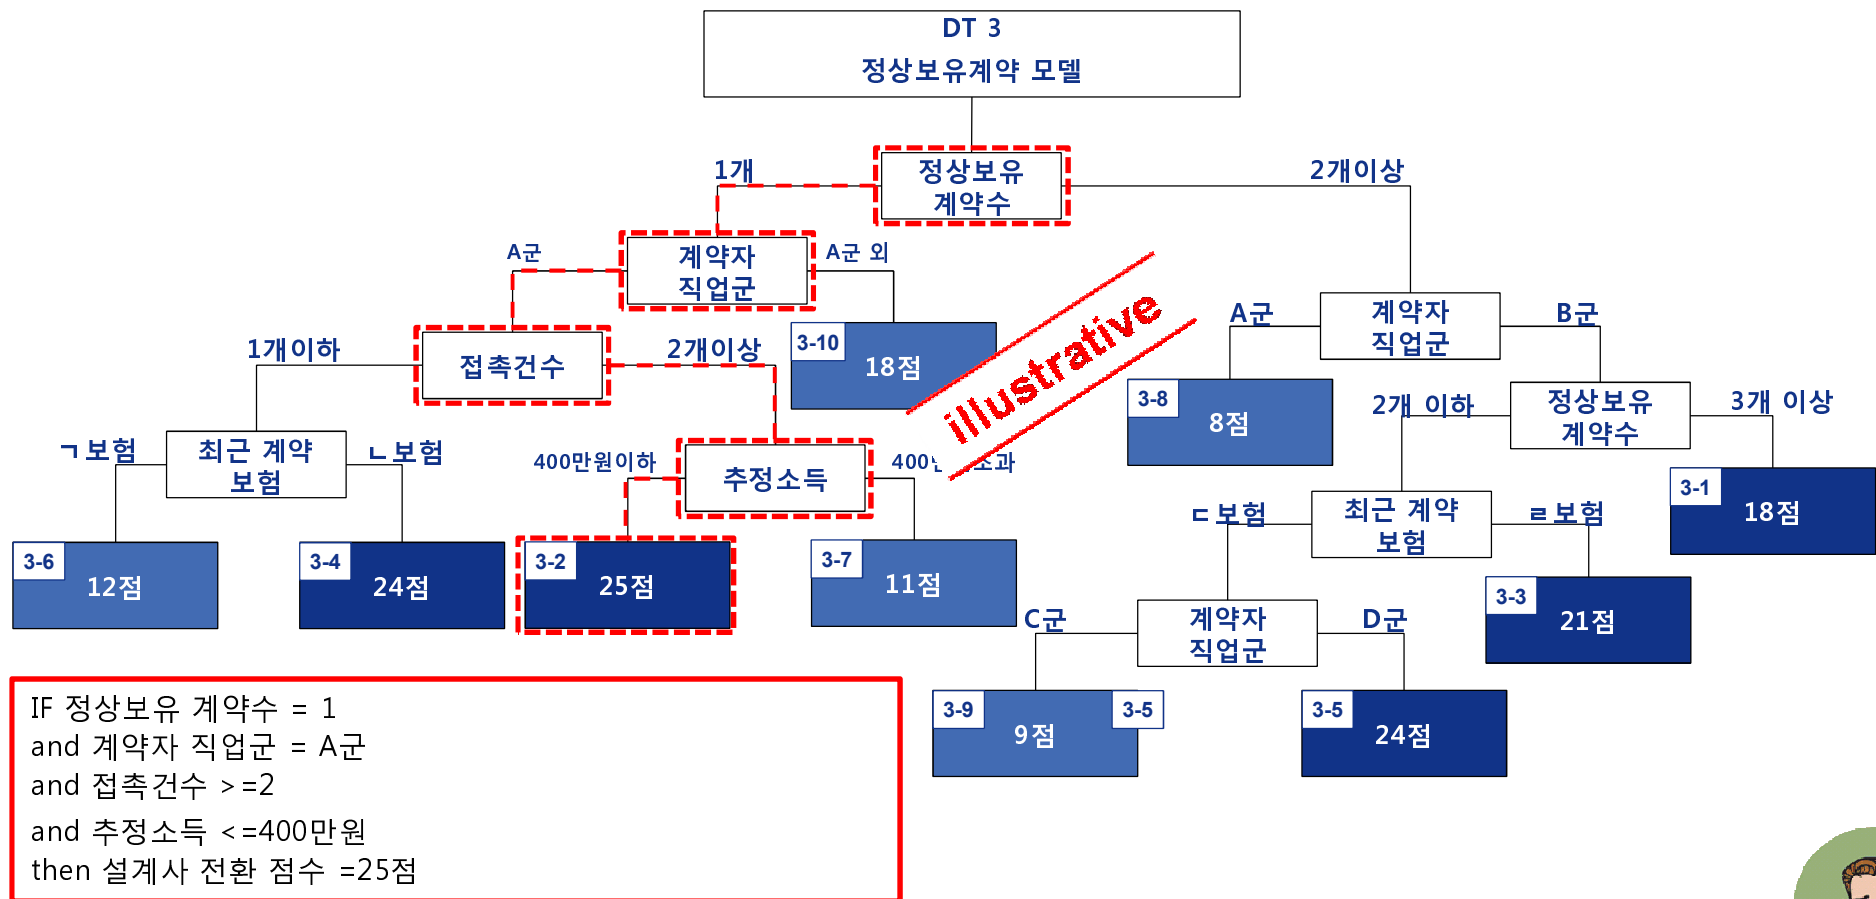 DT 3
정상보유계약 모델
정상보유
계약수
1개
2개이상
계약자
직업군
A군
A군 외
3-10
18점
접촉건수
1개이하
2개이상
최근 계약
보험
ㄱ보험
ㄴ보험
3-6
12점
3-4
24점
추정소득
400만원이하
3-2
25점
3-7
11점
illustrative
계약자
직업군
A군
B군
3-8
8점
정상보유
계약수
2개 이하
3개 이상
3-1
18점
최근 계약
보험
ㄷ보험
ㄹ보험
3-3
21점
계약자
직업군
C군
D군
3-9
9점
3-5
3-5
24점
IF 정상보유 계약수 = 1
and 계약자 직업군 = A군
and 접촉건수 >=2
and 추정소득 <=400만원
then 설계사 전환 점수 =25점